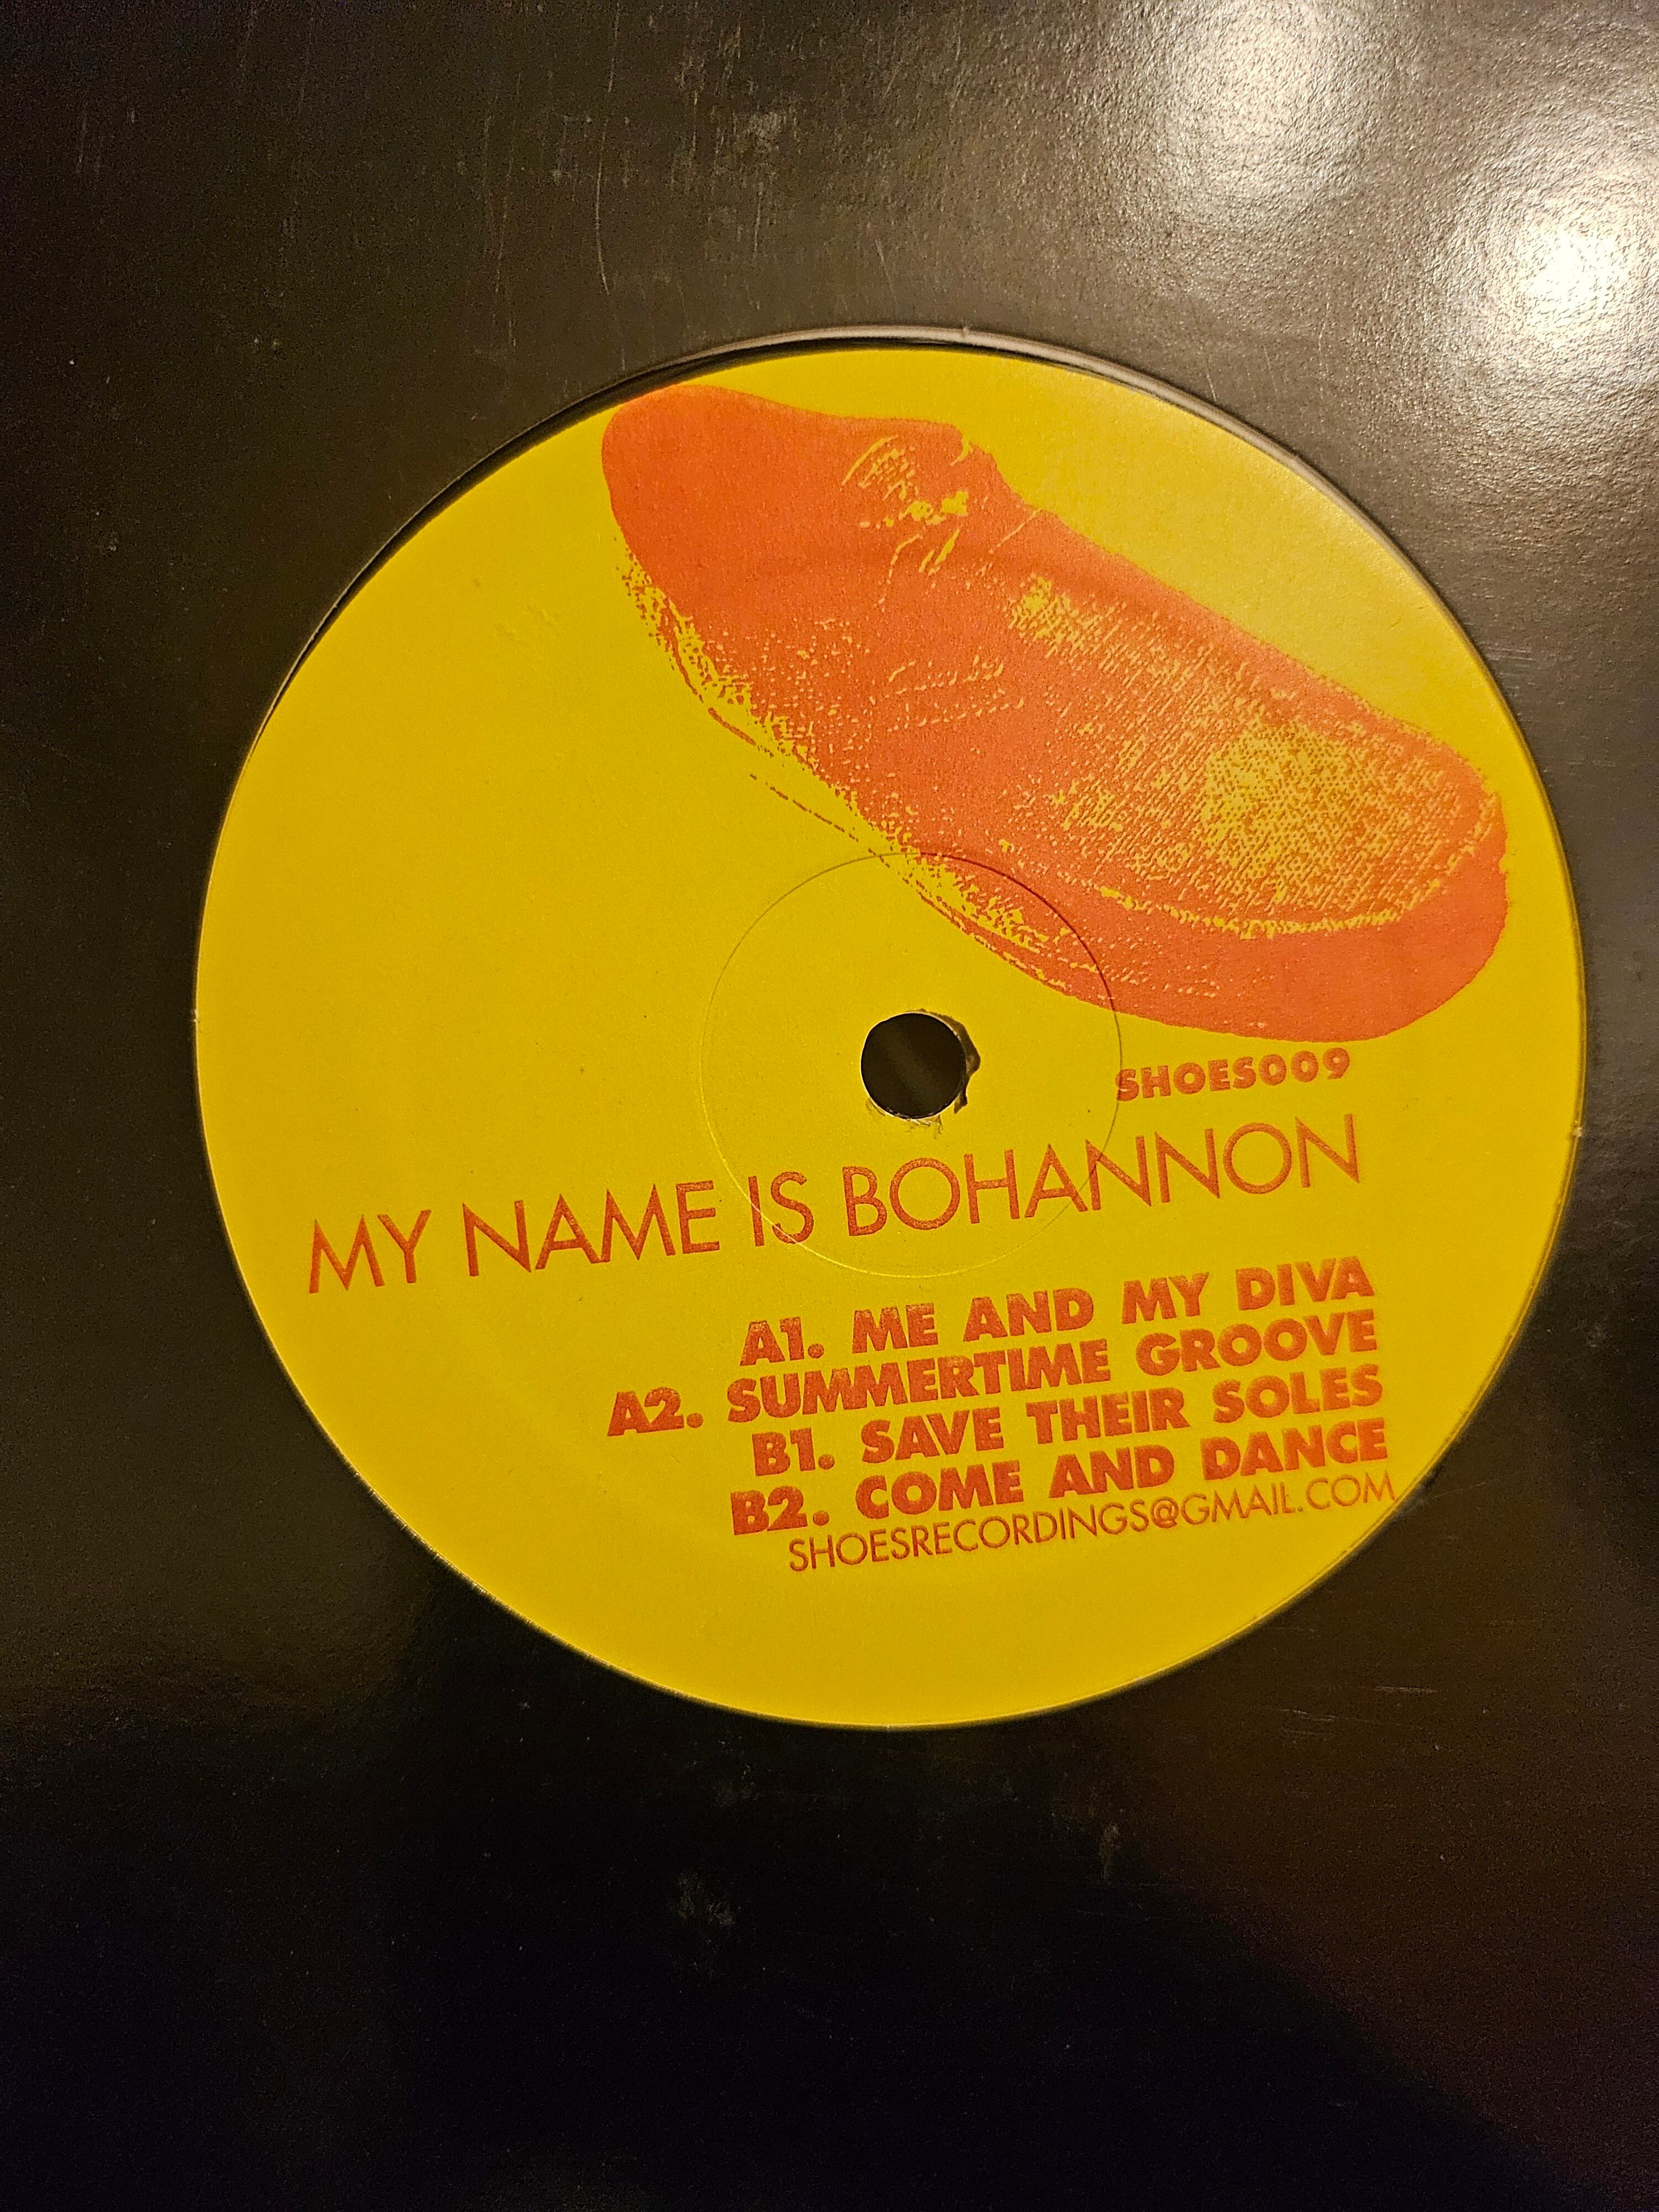 SHOES009
MY NAME IS BOHANNON
A1. ME AND MY DIVA
A2. SUMMERTIME GROOVE
B1. SAVE THEIR SOLES
B2. COME AND DANCE
SHOESRECORDINGS@GMAIL.COM